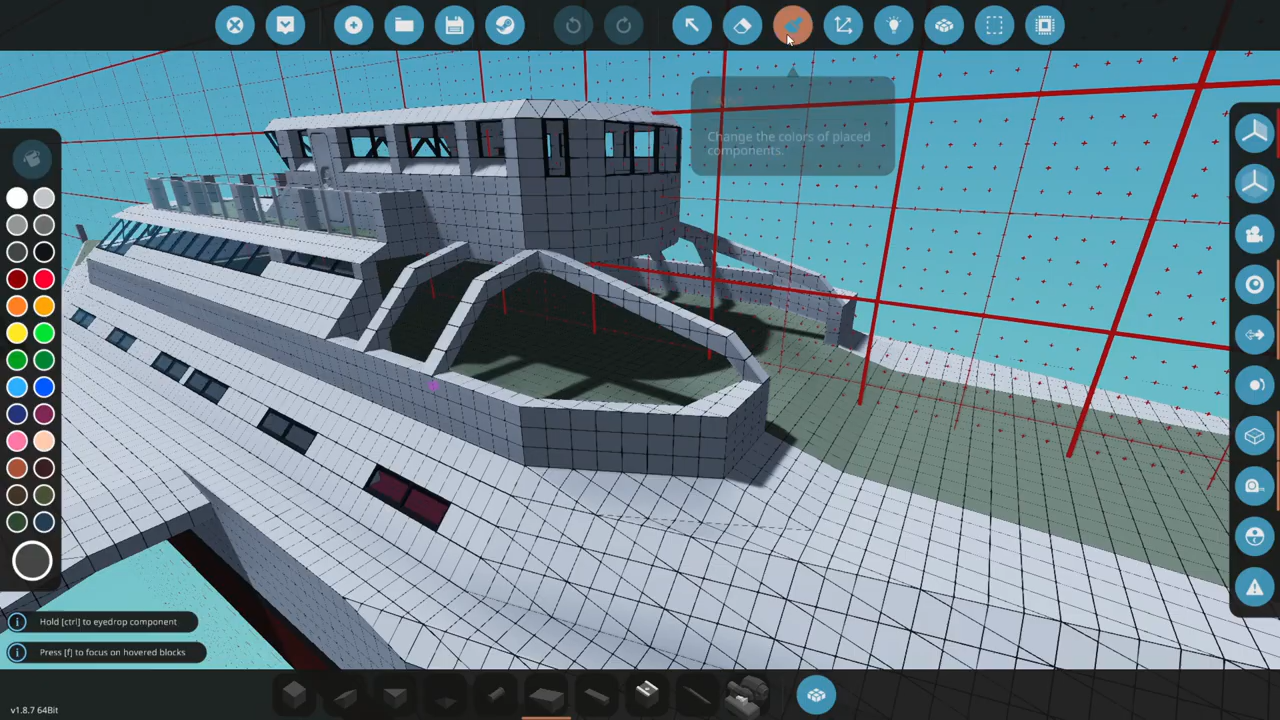 Change the colors of placed
components.
Hold [ctrl] to eyedrop component
Press [f] to focus on hovered blocks
v1.8.7 64Bit